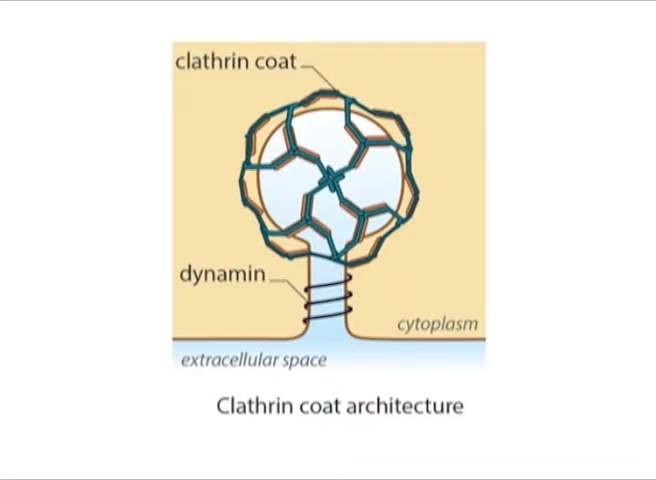 clathrin coat
dynamin
cytoplasm
extracellular space
Clathrin coat architecture